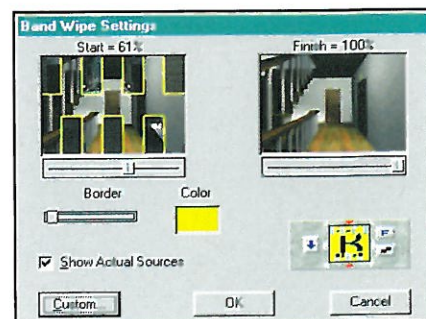 Band Wipe Settings
Start = 61% Finish = 100%
Border Color
Show Actual Sources
F
Custom... OK Cancel